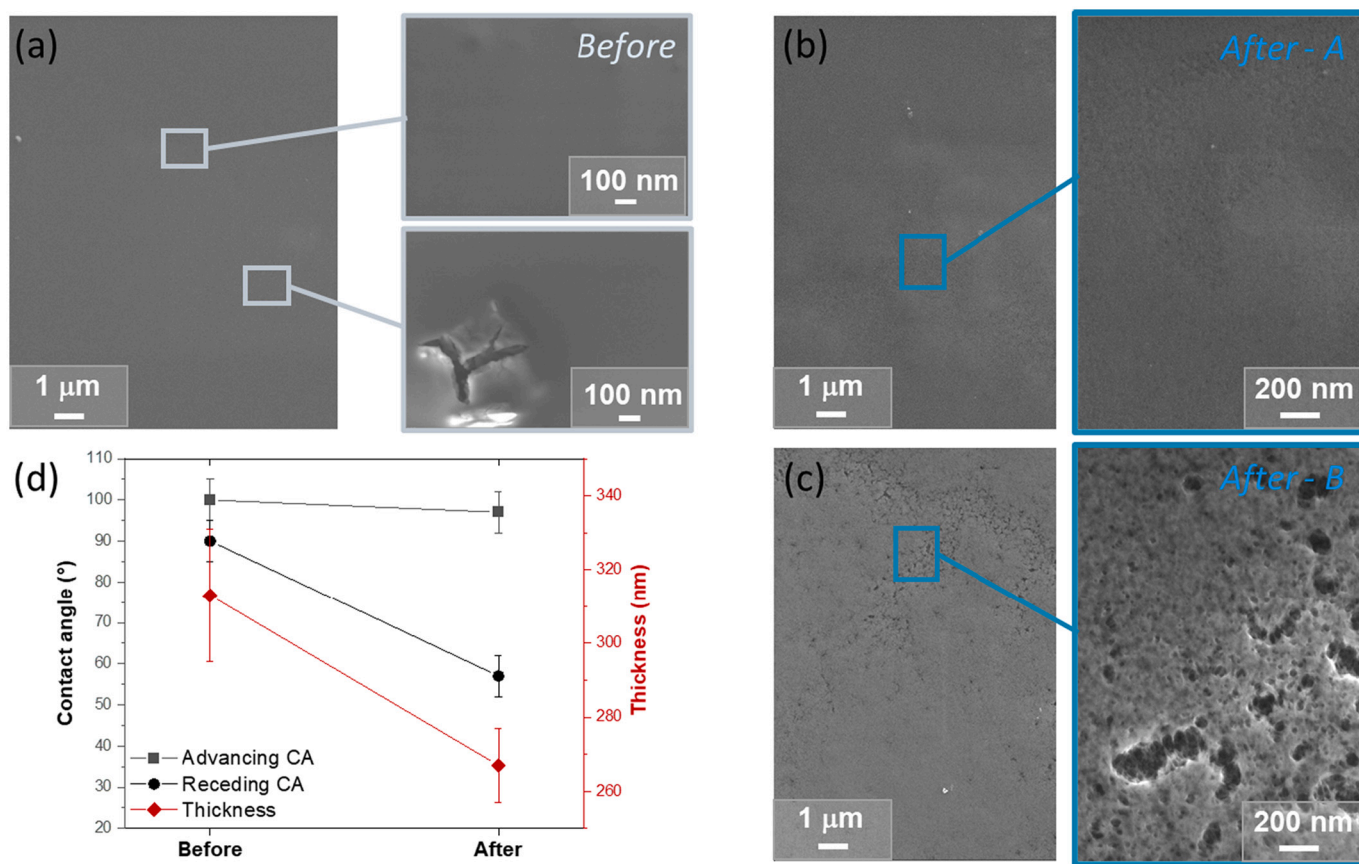 (a)
Before
100 nm
100 nm
1 μm
(b)
After - A
1 μm
200 nm
(c)
After - B
1 μm
200 nm
(d)
110
100
90
80
70
60
50
40
30
20
Contact angle (°)
340
320
300
280
260
Thickness (nm)
Advancing CA
Receding CA
Thickness
Before
After